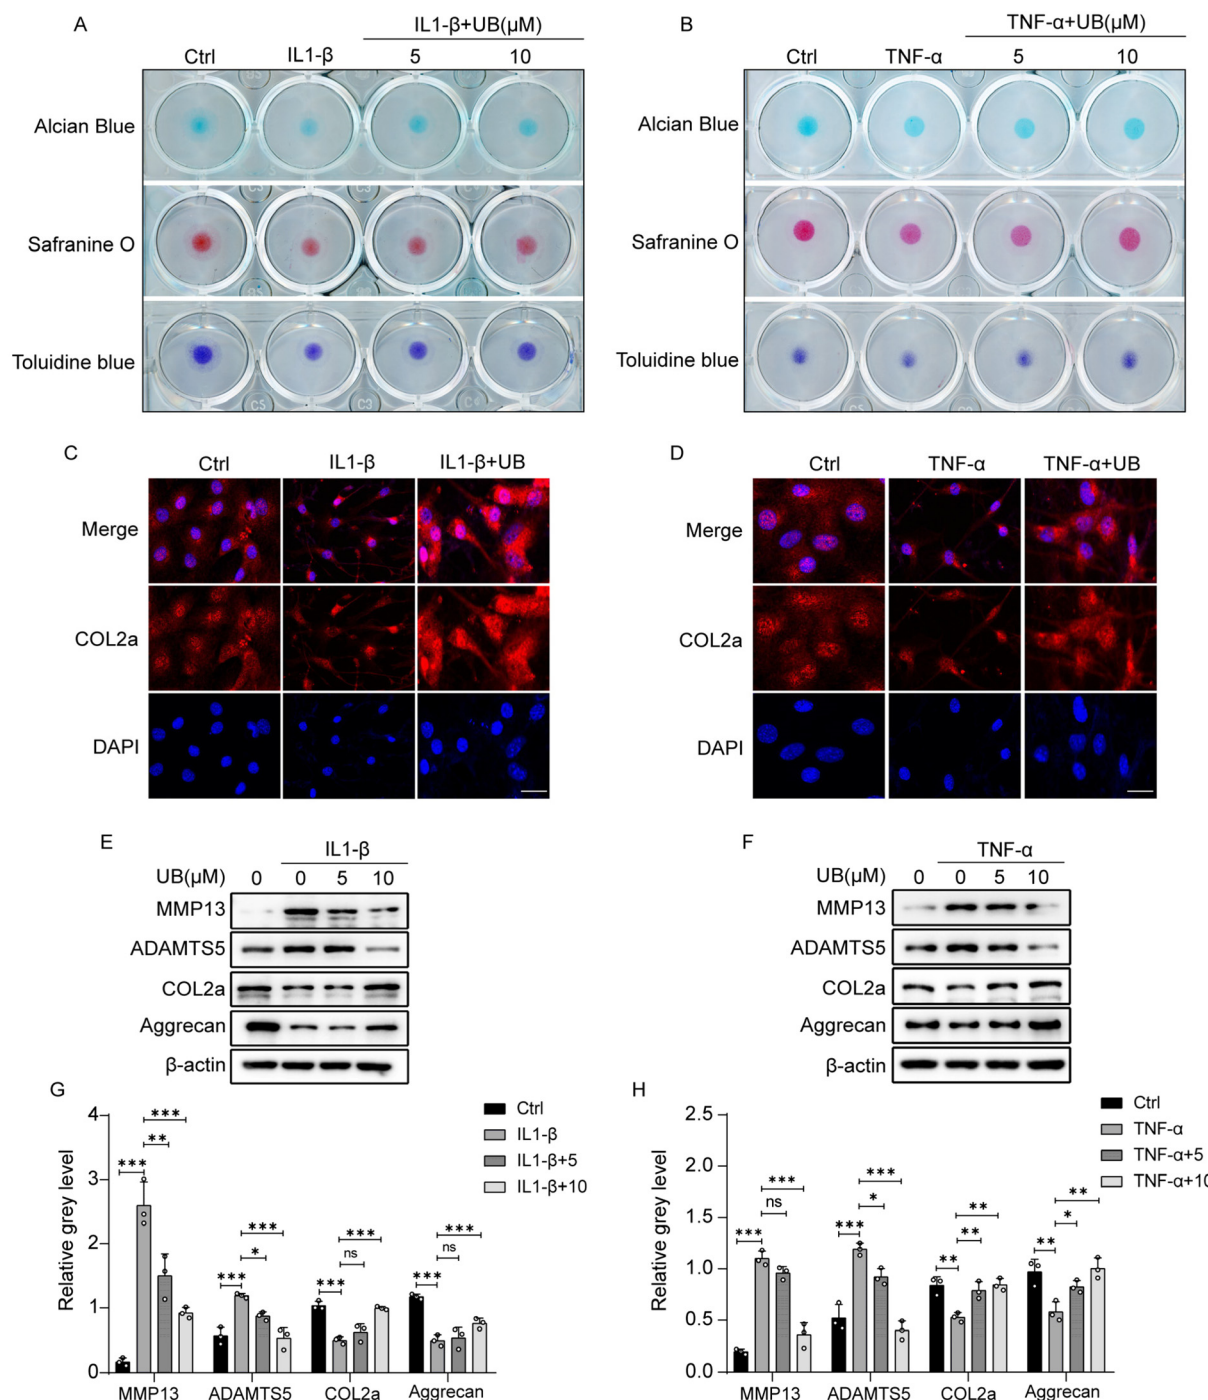 A
IL1-β+UB(μM)
Ctrl
IL1-β
5
10
Alcian Blue
Safranine O
Toluidine blue
B
TNF-α+UB(μM)
Ctrl
TNF-α
5
10
Alcian Blue
Safranine O
Toluidine blue
C
Ctrl
IL1-β
IL1-β+UB
Merge
COL2a
DAPI
D
Ctrl
TNF-α
TNF-α+UB
Merge
COL2a
DAPI
E
IL1-β
UB(μM) 0 0 5 10
MMP13
ADAMTS5
COL2a
Aggrecan
β-actin
F
TNF-α
UB(μM) 0 0 5 10
MMP13
ADAMTS5
COL2a
Aggrecan
β-actin
G
Relative grey level
4
3
2
1
0
Ctrl
IL1-β
IL1-β+5
IL1-β+10
*** ** ***
*** * ***
*** ns ***
*** ns ***
MMP13 ADAMTS5 COL2a Aggrecan
H
Relative grey level
2.5
2.0
1.5
1.0
0.5
0.0
Ctrl
TNF-α
TNF-α+5
TNF-α+10
*** ns ***
*** * ***
** ** **
** * **
MMP13 ADAMTS5 COL2a Aggrecan